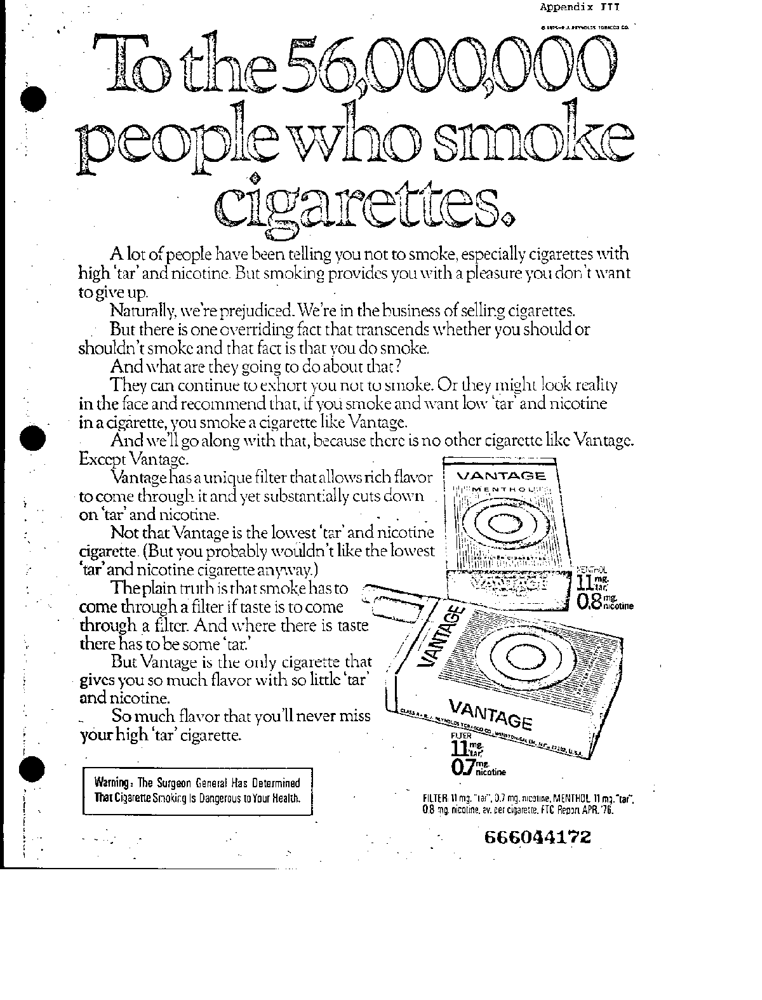 Appendix III
J. REYNOLDS TOBACCO CO.
To the 56,000,000
people who smoke
cigarettes.
A lot of people have been telling you not to smoke, especially cigarettes with
high 'tar' and nicotine. But smoking provides you with a pleasure you don't want
to give up.
Naturally, we're prejudiced. We're in the business of selling cigarettes.
But there is one overriding fact that transcends whether you should or
shouldn't smoke and that fact is that you do smoke.
And what are they going to do about that?
They can continue to exhort you not to smoke. Or they might look reality
in the face and recommend that, if you smoke and want low 'tar' and nicotine
in a cigarette, you smoke a cigarette like Vantage.
And we'll go along with that, because there is no other cigarette like Vantage.
Except Vantage.
Vantage has a unique filter that allows rich flavor
to come through it and yet substantially cuts down
on 'tar' and nicotine.
Not that Vantage is the lowest 'tar' and nicotine
cigarette. (But you probably wouldn't like the lowest
'tar' and nicotine cigarette anyway.)
The plain truth is that smoke has to
come through a filter if taste is to come
through a filter. And where there is taste
there has to be some 'tar.'
But Vantage is the only cigarette that
gives you so much flavor with so little 'tar'
and nicotine.
So much flavor that you'll never miss
your high 'tar' cigarette.
VANTAGE
MENTHOL
MENTHOL
11 mg. 'tar,'
0.8 mg. nicotine
VANTAGE
VANTAGE
FILTER
11 mg. 'tar,'
0.7 mg. nicotine
Warning: The Surgeon General Has Determined
That Cigarette Smoking Is Dangerous to Your Health.
FILTER 11 mg. "tar", 0.7 mg. nicotine, MENTHOL 11 mg. "tar",
0.8 mg. nicotine, av. per cigarette, FTC Report APR. '76.
666044172